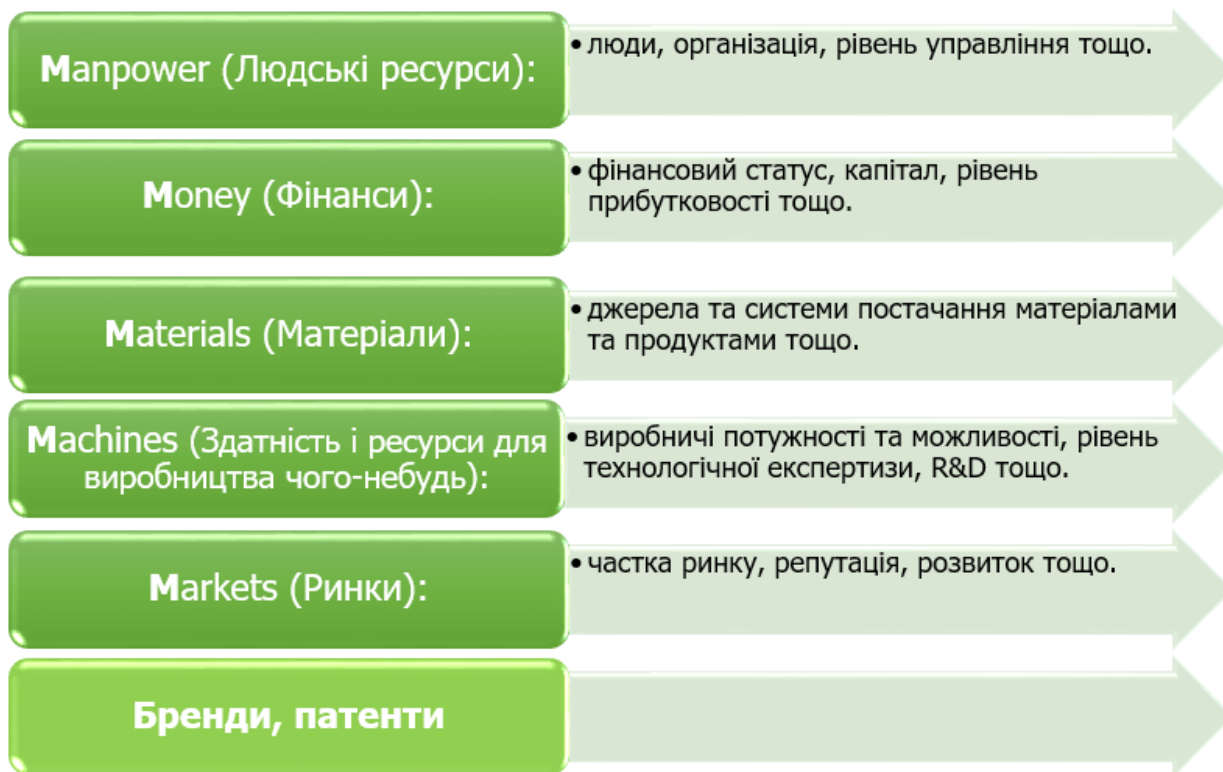 Manpower (Людські ресурси):
• люди, організація, рівень управління тощо.
Money (Фінанси):
• фінансовий статус, капітал, рівень
прибутковості тощо.
Materials (Матеріали):
• джерела та системи постачання матеріалами
та продуктами тощо.
Machines (Здатність і ресурси для
виробництва чого-небудь):
• виробничі потужності та можливості, рівень
технологічної експертизи, R&D тощо.
Markets (Ринки):
• частка ринку, репутація, розвиток тощо.
Бренди, патенти